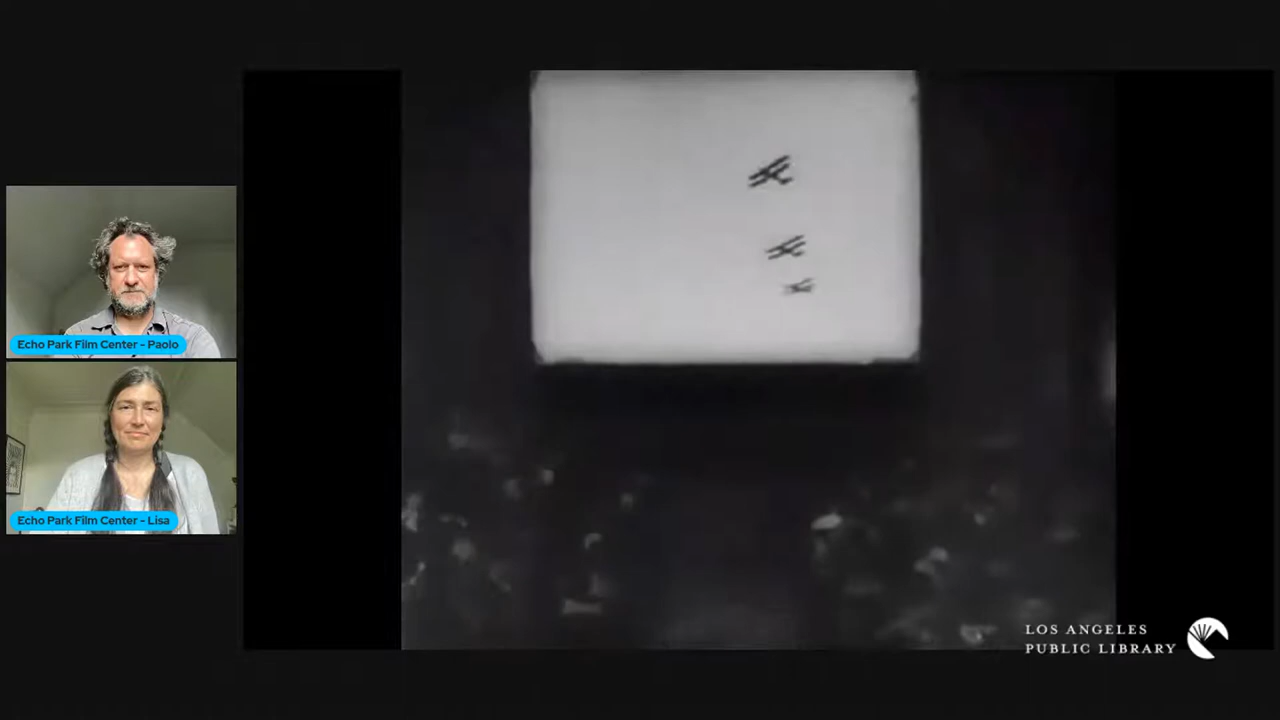 Echo Park Film Center - Paolo
Echo Park Film Center - Lisa
LOS ANGELES
PUBLIC LIBRARY